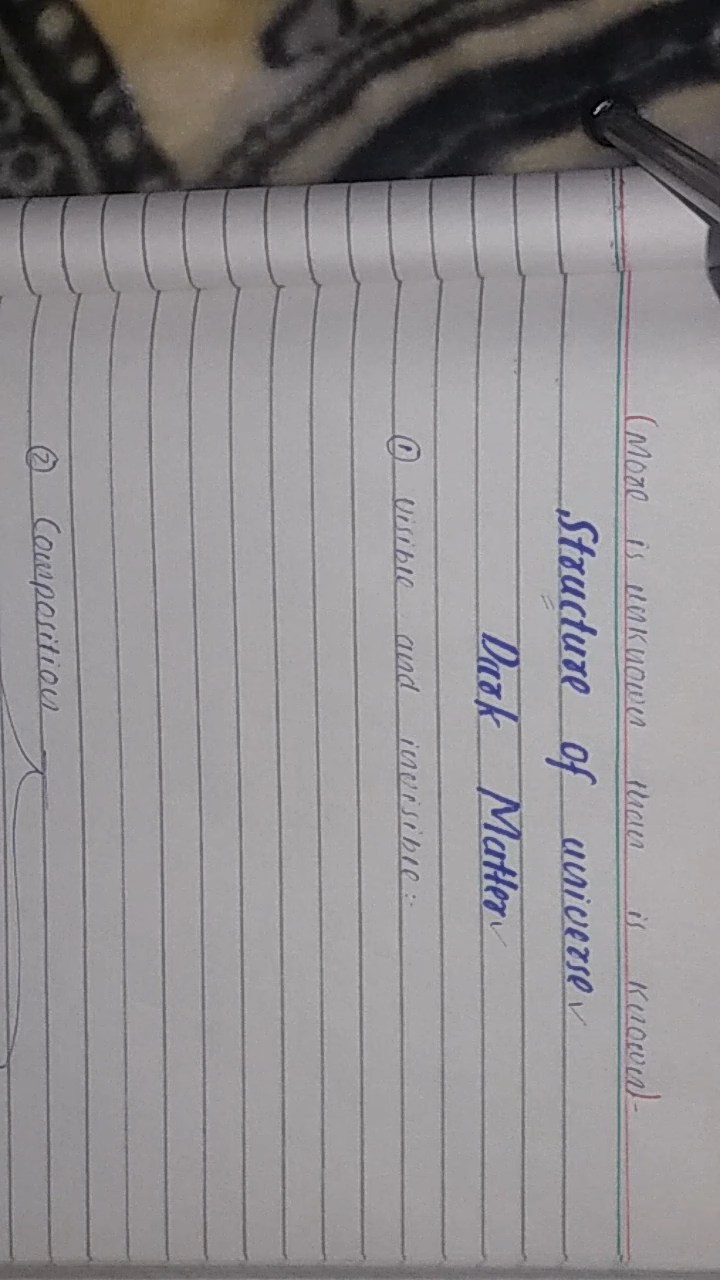 (More is unknown than is known)-
Structure of universe ✓
Dark Matter ✓
① visible and invisible :-
② Composition